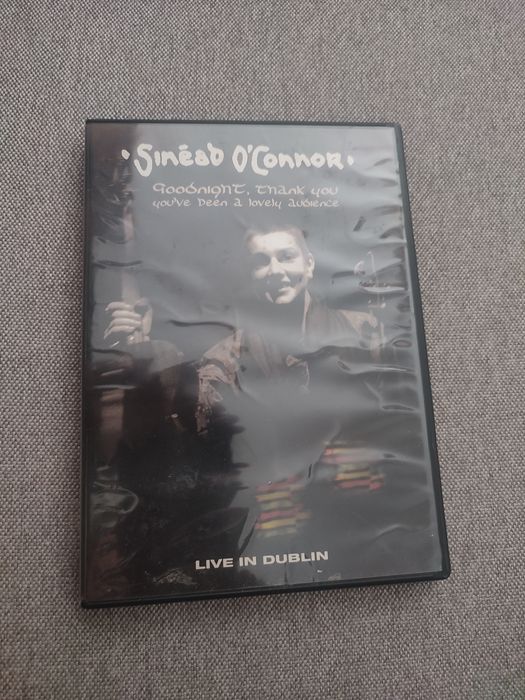 • Sinéad O'Connor •
Goodnight, thank you
you've been a lovely audience
LIVE IN DUBLIN